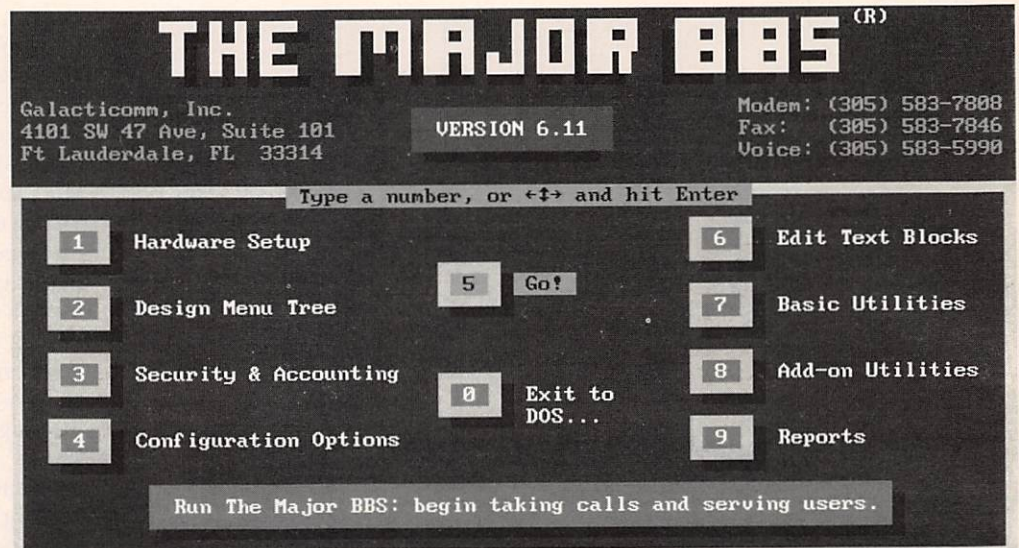 THE MAJOR BBS (R)
Galacticomm, Inc.
4101 SW 47 Ave, Suite 101
Ft Lauderdale, FL 33314
VERSION 6.11
Modem: (305) 583-7808
Fax: (305) 583-7846
Voice: (305) 583-5990
Type a number, or ←↕→ and hit Enter
1 Hardware Setup
2 Design Menu Tree
3 Security & Accounting
4 Configuration Options
5 Go!
0 Exit to
DOS...
6 Edit Text Blocks
7 Basic Utilities
8 Add-on Utilities
9 Reports
Run The Major BBS: begin taking calls and serving users.